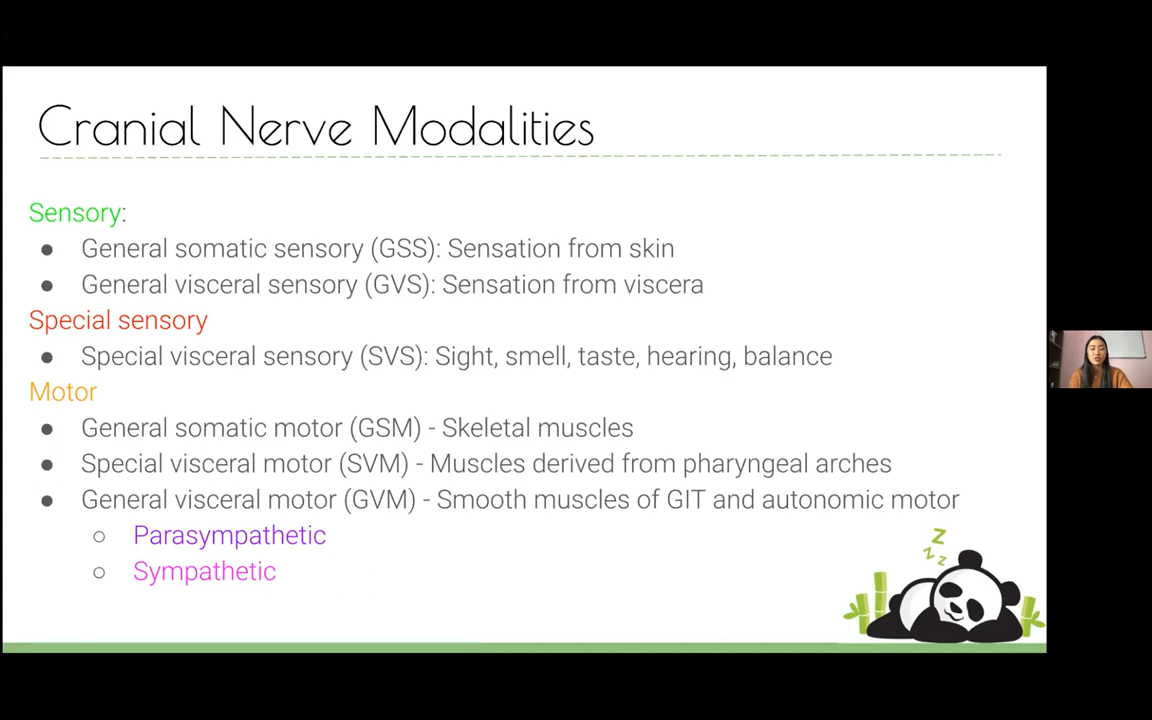 Cranial Nerve Modalities
Sensory:
● General somatic sensory (GSS): Sensation from skin
● General visceral sensory (GVS): Sensation from viscera
Special sensory
● Special visceral sensory (SVS): Sight, smell, taste, hearing, balance
Motor
● General somatic motor (GSM) - Skeletal muscles
● Special visceral motor (SVM) - Muscles derived from pharyngeal arches
● General visceral motor (GVM) - Smooth muscles of GIT and autonomic motor
○ Parasympathetic
○ Sympathetic
Z
Z Z